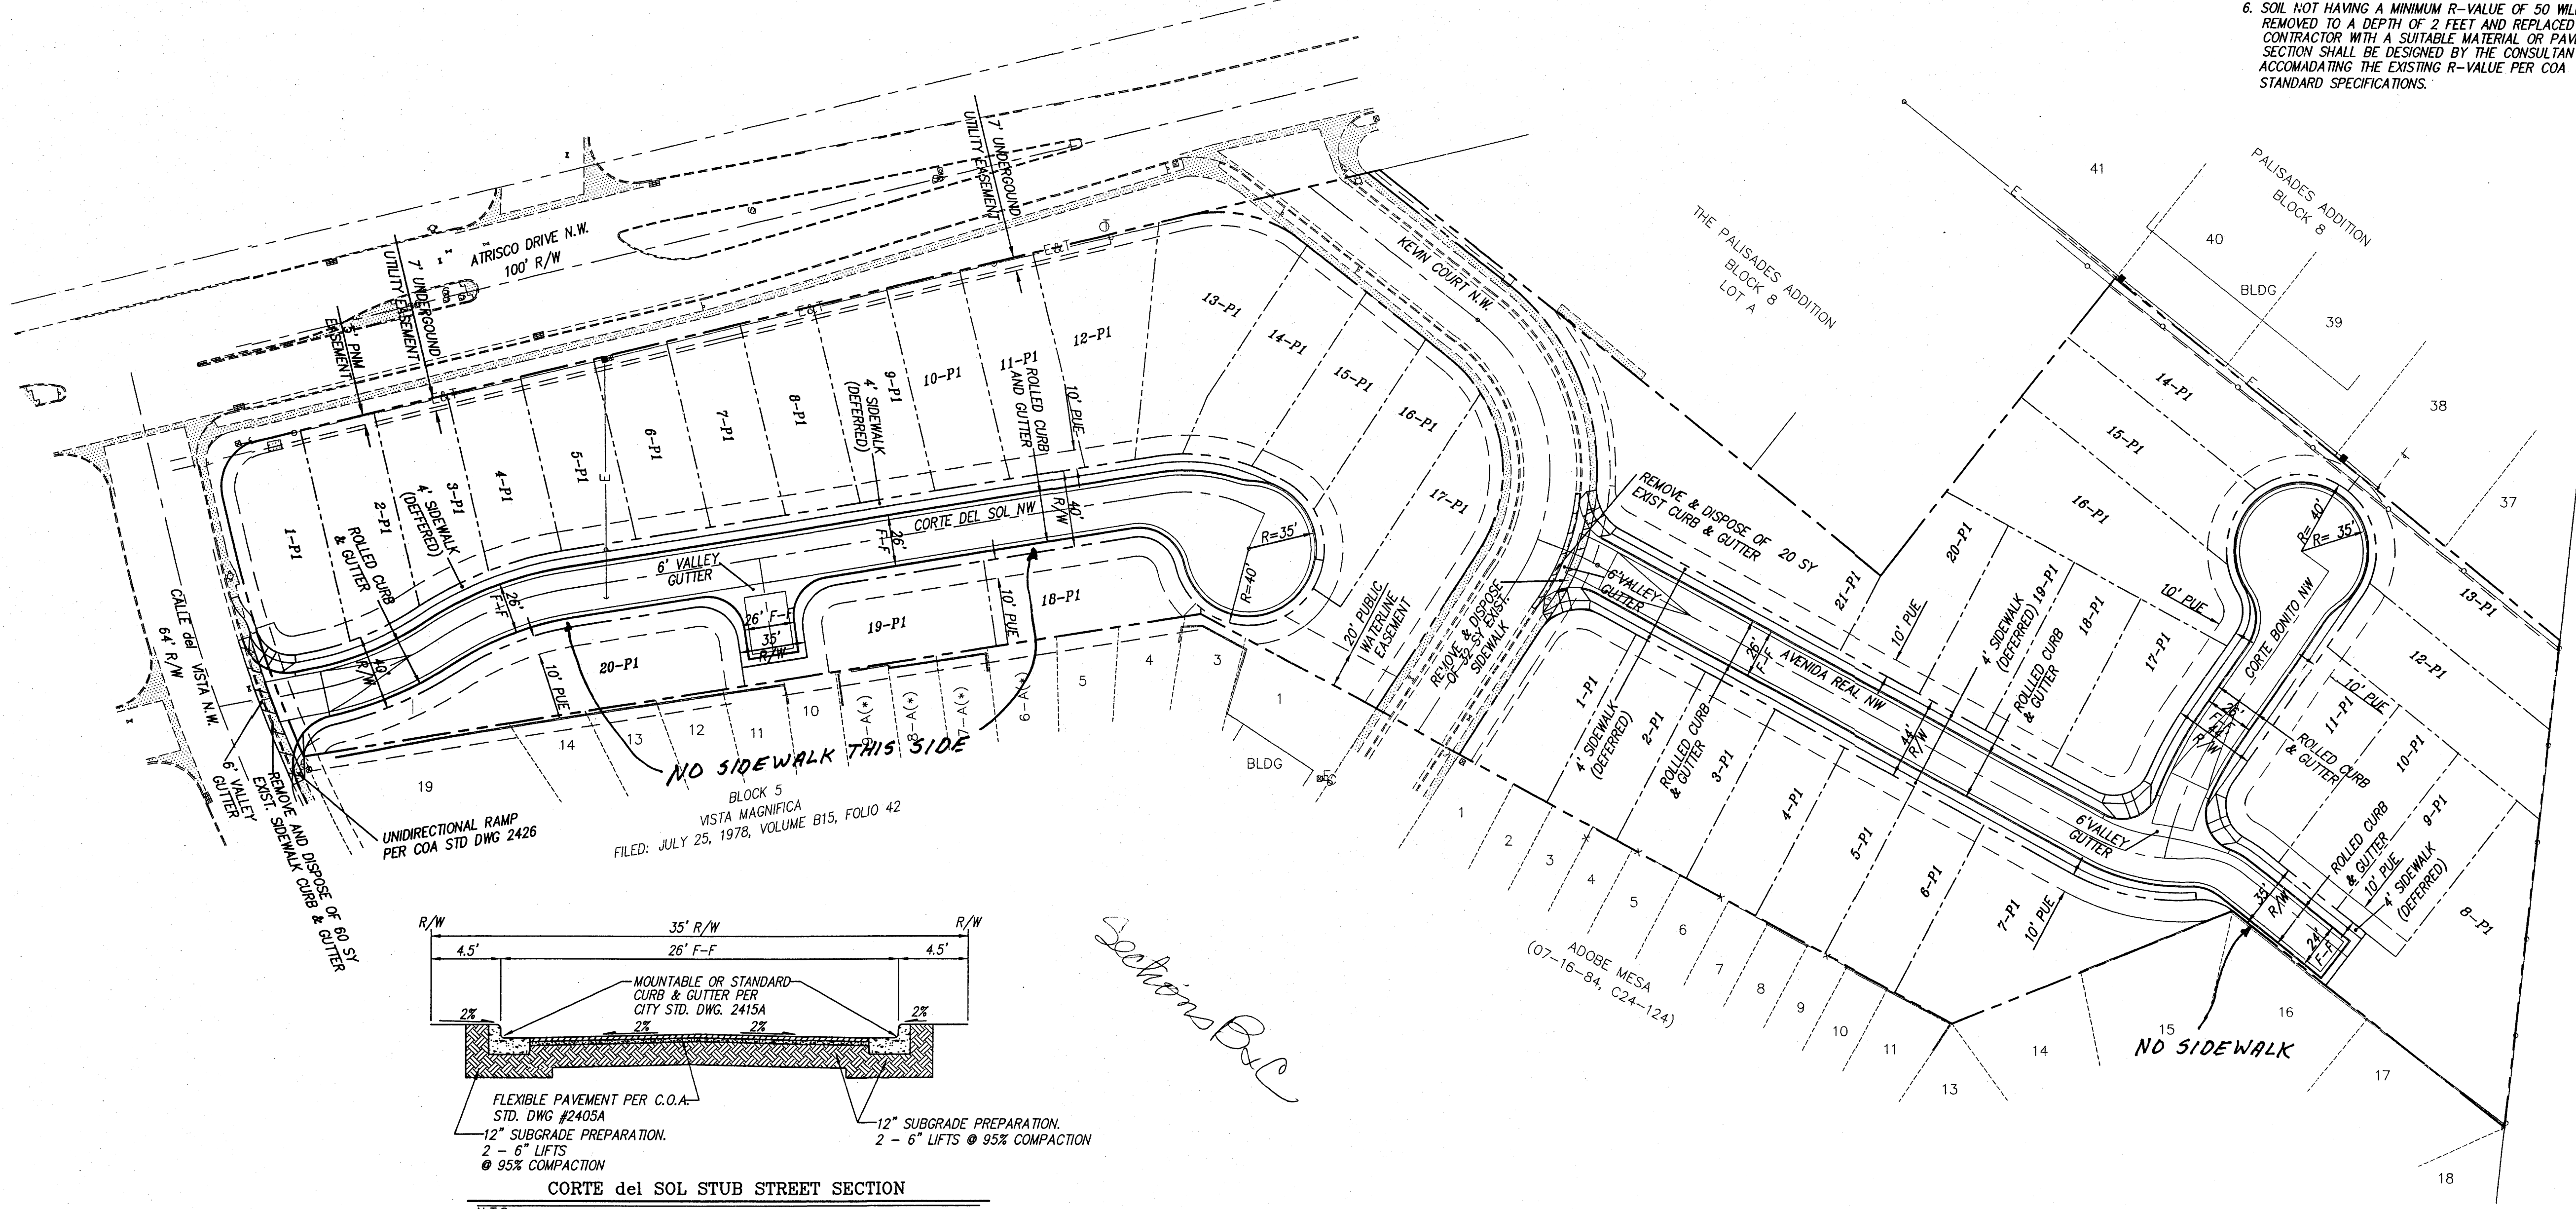 6. SOIL NOT HAVING A MINIMUM R-VALUE OF 50 WILL
REMOVED TO A DEPTH OF 2 FEET AND REPLACED
CONTRACTOR WITH A SUITABLE MATERIAL OR
SECTION SHALL BE DESIGNED BY THE
ACCOMADATING THE EXISTING R-VALUE PER COA
STANDARD SPECIFICATIONS.
7' UNDERGOUND
UTILITY EASEMENT
ATRISCO DRIVE N.W.
100' R/W
7' UNDERGOUND
UTILITY EASEMENT
5' PNM
EASEMENT
E&T
E&T
E&T
KEVIN COURT N.W.
THE PALISADES ADDITION
BLOCK 8
LOT A
PALISADES ADDITION
BLOCK 8
41
40
BLDG
39
38
37
E
E
1-P1
2-P1
3-P1
4-P1
5-P1
6-P1
7-P1
8-P1
9-P1
10-P1
11-P1
12-P1
13-P1
14-P1
15-P1
16-P1
17-P1
18-P1
19-P1
20-P1
4' SIDEWALK
(DEFFERED)
ROLLED CURB
& GUTTER
4' SIDEWALK
(DEFERRED)
ROLLED CURB
AND GUTTER
10' PUE
CORTE DEL SOL NW
26'
F-F
40'
R/W
R=35'
R=40'
6' VALLEY
GUTTER
26'
F-F
40'
R/W
26' F-F
35'
R/W
10' PUE
10' PUE
CALLE del VISTA N.W.
64' R/W
6' VALLEY
GUTTER
REMOVE AND DISPOSE OF 60 SY
EXIST. SIDEWALK CURB & GUTTER
UNIDIRECTIONAL RAMP
PER COA STD DWG 2426
19
14
13
12
11
10
9-A(*)
8-A(*)
7-A(*)
6-A(*)
5
4
3
1
BLDG
NO SIDEWALK THIS SIDE
BLOCK 5
VISTA MAGNIFICA
FILED: JULY 25, 1978, VOLUME B15, FOLIO 42
20' PUBLIC
WATERLINE
EASEMENT
REMOVE & DISPOSE
OF 32 SY EXIST.
SIDEWALK
REMOVE & DISPOSE OF 20 SY
EXIST CURB & GUTTER
6' VALLEY
GUTTER
AVENIDA REAL NW
26'
F-F
44'
R/W
1-P1
4' SIDEWALK
(DEFERRED)
2-P1
ROLLED CURB
& GUTTER
3-P1
4-P1
5-P1
6-P1
7-P1
10' PUE
21-P1
10' PUE
20-P1
4' SIDEWALK
(DEFERRED)
19-P1
ROLLLED CURB
& GUTTER
18-P1
17-P1
10' PUE
16-P1
15-P1
14-P1
R= 40'
R= 35'
CORTE BONITO NW
13-P1
12-P1
10' PUE
11-P1
10-P1
9-P1
8-P1
26'
F-F
R/W
ROLLED CURB
& GUTTER
ROLLED CURB
& GUTTER
10' PUE
4' SIDEWALK
(DEFERRED)
6' VALLEY
GUTTER
35'
R/W
24'
F-F
1
2
3
4
5
6
7
8
9
10
11
13
14
15
16
17
18
ADOBE MESA
(07-16-84, C24-124)
NO SIDEWALK
Sections B&C
R/W
35' R/W
R/W
4.5'
26' F-F
4.5'
MOUNTABLE OR STANDARD
CURB & GUTTER PER
CITY STD. DWG. 2415A
2%
2%
2%
2%
FLEXIBLE PAVEMENT PER C.O.A.
STD. DWG #2405A
12" SUBGRADE PREPARATION.
2 - 6" LIFTS
@ 95% COMPACTION
12" SUBGRADE PREPARATION.
2 - 6" LIFTS @ 95% COMPACTION
CORTE del SOL STUB STREET SECTION